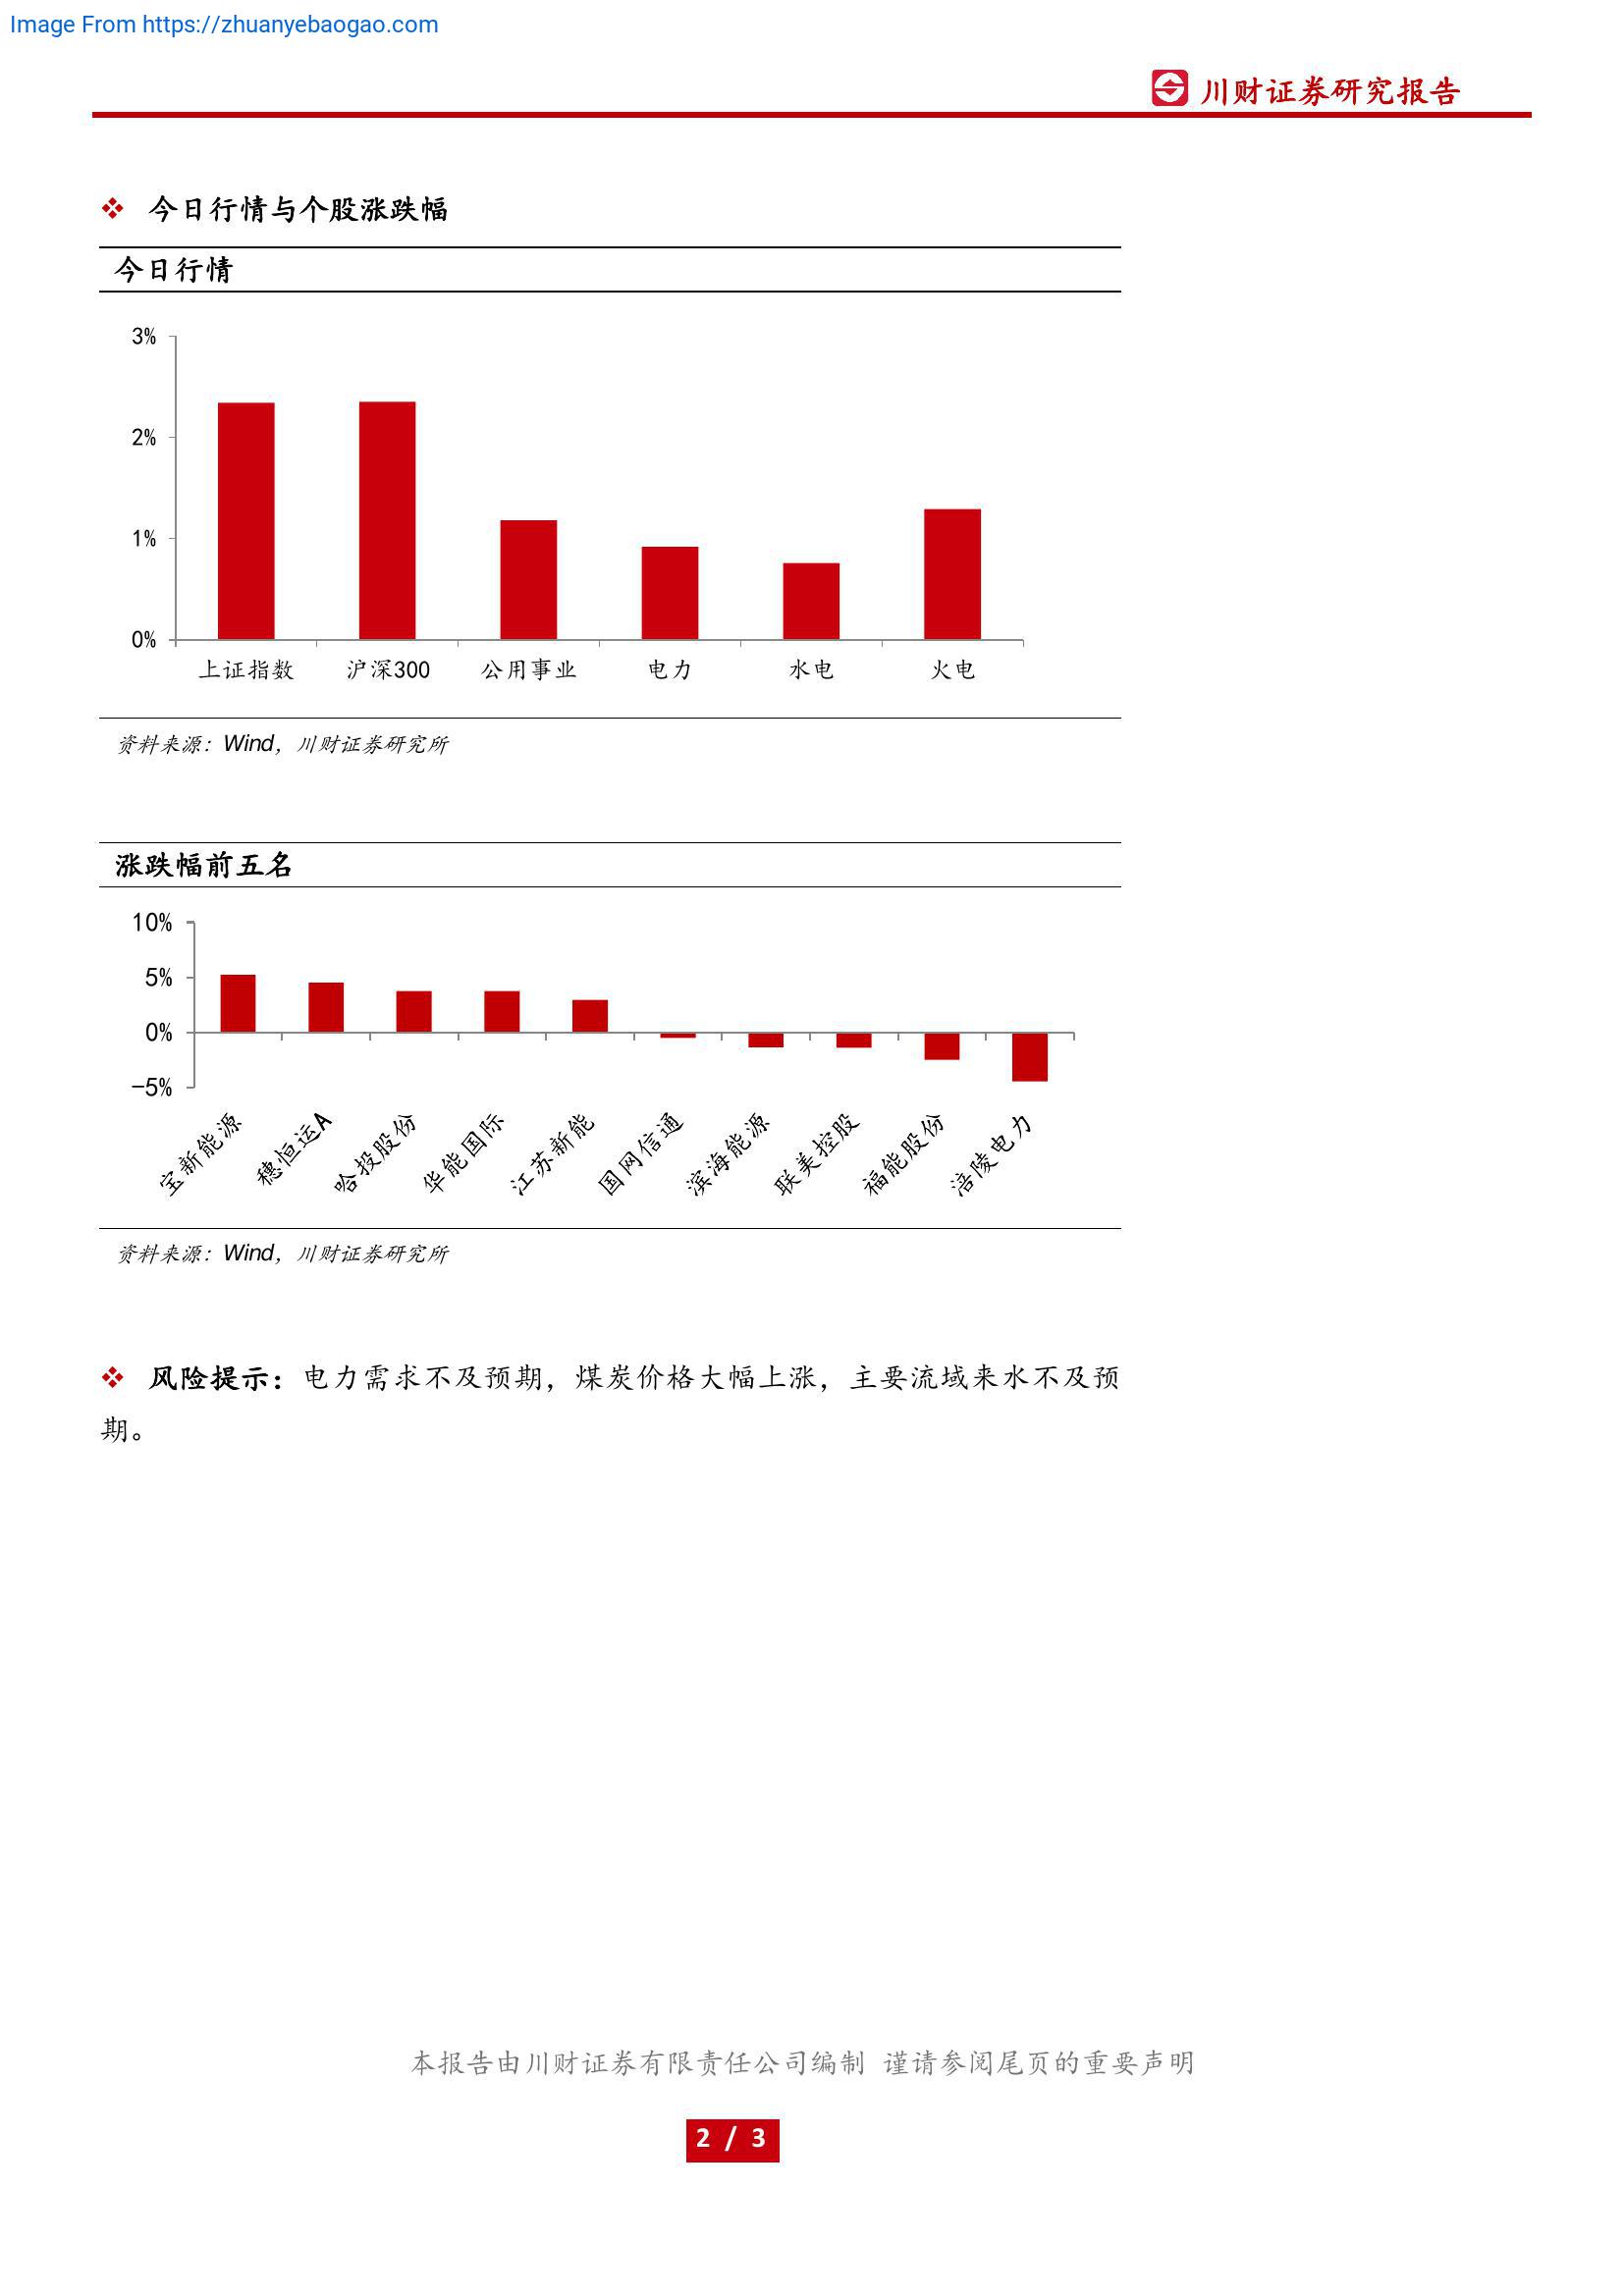 Image From https://zhuanyebaogao.com
川财证券研究报告
❖ 今日行情与个股涨跌幅
今日行情
3%
2%
1%
0%
上证指数 沪深300 公用事业 电力 水电 火电
资料来源：Wind，川财证券研究所
涨跌幅前五名
10%
5%
0%
-5%
宝新能源 穗恒运A 哈投股份 华能国际 江苏新能 国网信通 滨海能源 联美控股 福能股份 涪陵电力
资料来源：Wind，川财证券研究所
❖ 风险提示：电力需求不及预期，煤炭价格大幅上涨，主要流域来水不及预
期。
本报告由川财证券有限责任公司编制 谨请参阅尾页的重要声明
2 / 3